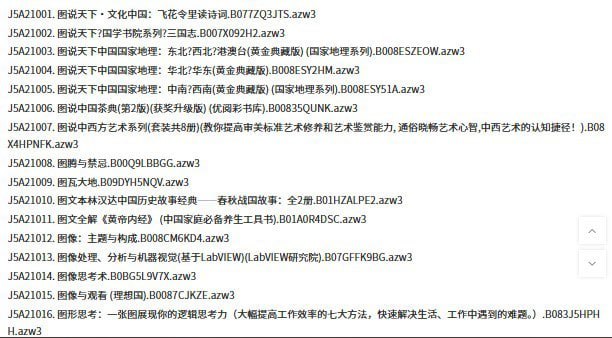 J5A21001. 图说天下·文化中国：飞花令里读诗词.B077ZQ3JTS.azw3
J5A21002. 图说天下?国学书院系列?三国志.B007X092H2.azw3
J5A21003. 图说天下中国国家地理：东北?西北?港澳台(黄金典藏版) (国家地理系列).B008ESZEOW.azw3
J5A21004. 图说天下中国国家地理：华北?华东(黄金典藏版).B008ESY2HM.azw3
J5A21005. 图说天下中国国家地理：中南?西南(黄金典藏版) (国家地理系列).B008ESY51A.azw3
J5A21006. 图说中国茶典(第2版)(获奖升级版) (优阅彩书库).B00835QUNK.azw3
J5A21007. 图说中西方艺术系列(套装共8册)(教你提高审美标准艺术修养和艺术鉴赏能力, 通俗晓畅艺术心智,中西艺术的认知捷径！).B08
X4HPNFK.azw3
J5A21008. 图腾与禁忌.B00Q9LBBGG.azw3
J5A21009. 图瓦大地.B09DYH5NQV.azw3
J5A21010. 图文本林汉达中国历史故事经典——春秋战国故事：全2册.B01HZALPE2.azw3
J5A21011. 图文全解《黄帝内经》 (中国家庭必备养生工具书).B01A0R4DSC.azw3
J5A21012. 图像：主题与构成.B008CM6KD4.azw3
J5A21013. 图像处理、分析与机器视觉(基于LabVIEW)(LabVIEW研究院).B07GFFK9BG.azw3
J5A21014. 图像思考术.B0BG5L9V7X.azw3
J5A21015. 图像与观看 (理想国).B0087CJKZE.azw3
J5A21016. 图形思考：一张图展现你的逻辑思考力（大幅提高工作效率的七大方法，快速解决生活、工作中遇到的难题。）.B083J5HPH
H.azw3